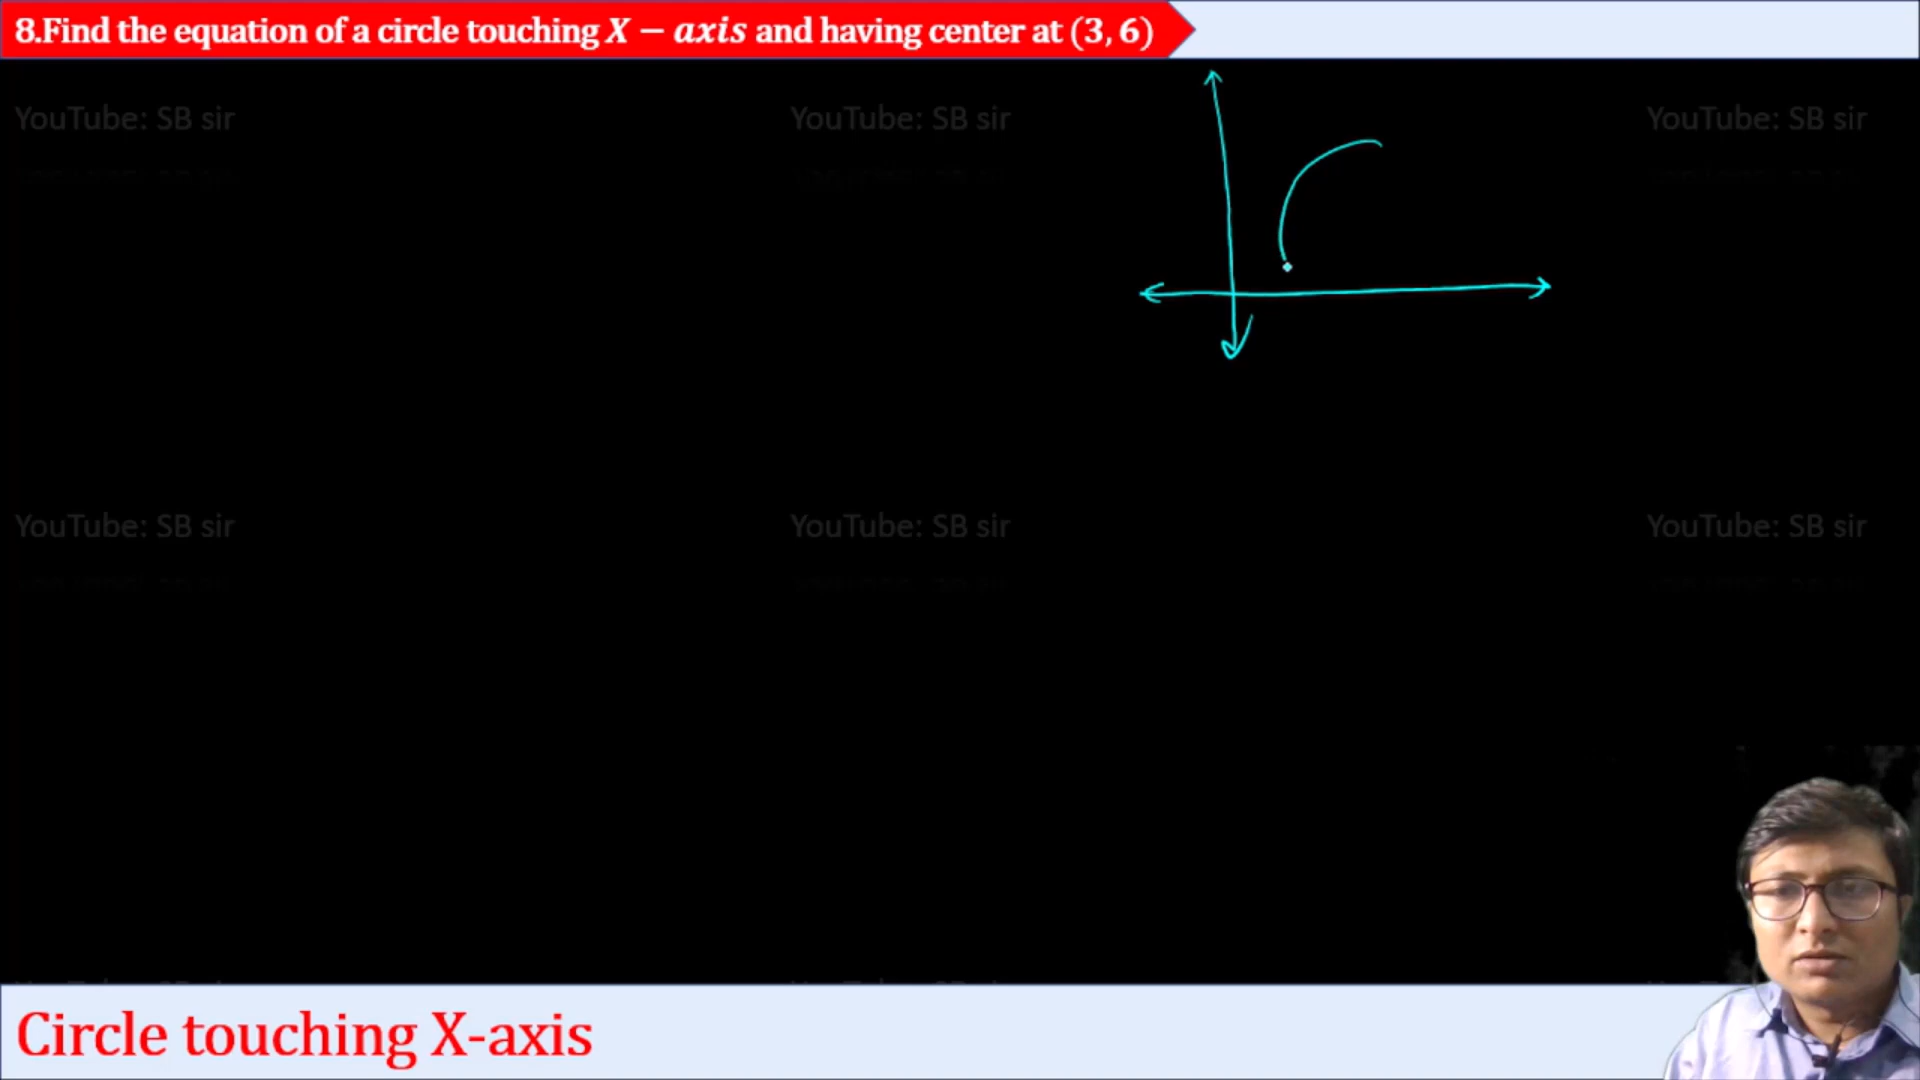 8.Find the equation of a circle touching X − axis and having center at (3, 6)
YouTube: SB sir YouTube: SB sir YouTube: SB sir
YouTube: SB sir YouTube: SB sir YouTube: SB sir
Circle touching X-axis